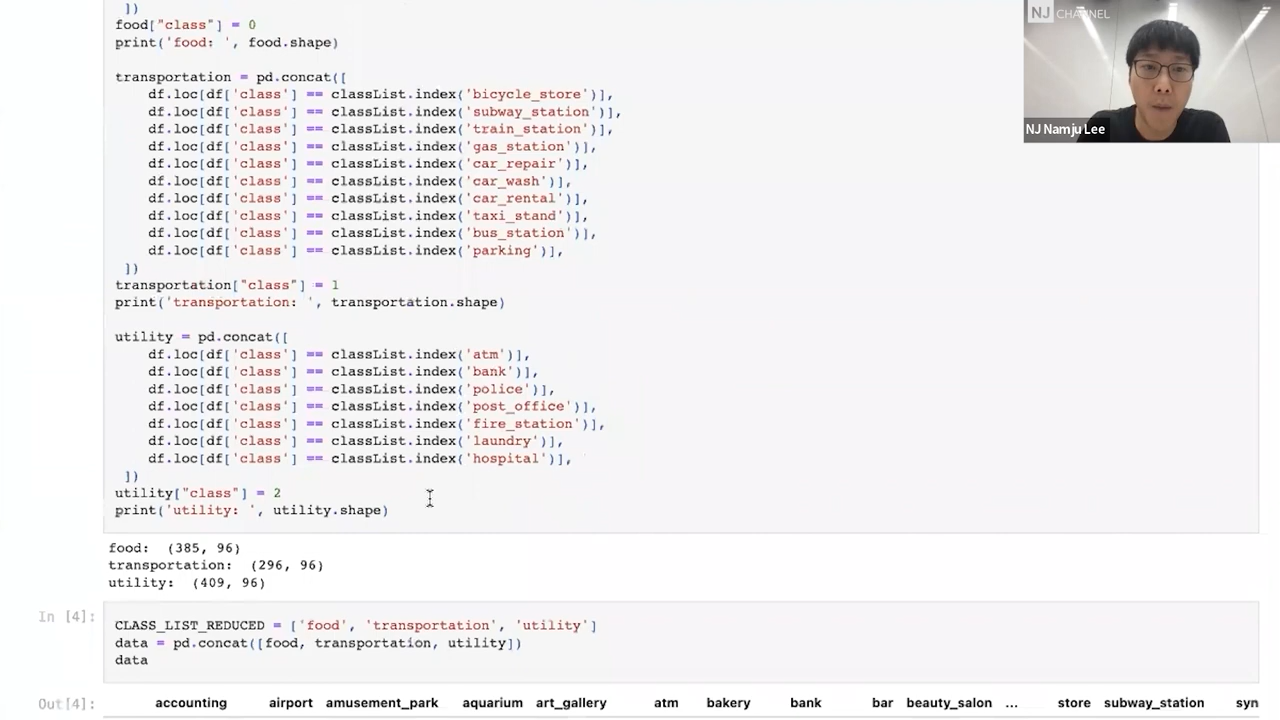 ])
food["class"] = 0
print('food: ', food.shape)
transportation = pd.concat([
df.loc[df['class'] == classList.index('bicycle_store')],
df.loc[df['class'] == classList.index('subway_station')],
df.loc[df['class'] == classList.index('train_station')],
df.loc[df['class'] == classList.index('gas_station')],
df.loc[df['class'] == classList.index('car_repair')],
df.loc[df['class'] == classList.index('car_wash')],
df.loc[df['class'] == classList.index('car_rental')],
df.loc[df['class'] == classList.index('taxi_stand')],
df.loc[df['class'] == classList.index('bus_station')],
df.loc[df['class'] == classList.index('parking')],
])
transportation["class"] = 1
print('transportation: ', transportation.shape)
utility = pd.concat([
df.loc[df['class'] == classList.index('atm')],
df.loc[df['class'] == classList.index('bank')],
df.loc[df['class'] == classList.index('police')],
df.loc[df['class'] == classList.index('post_office')],
df.loc[df['class'] == classList.index('fire_station')],
df.loc[df['class'] == classList.index('laundry')],
df.loc[df['class'] == classList.index('hospital')],
])
utility["class"] = 2
print('utility: ', utility.shape)
food: (385, 96)
transportation: (296, 96)
utility: (409, 96)
In [4]:
CLASS_LIST_REDUCED = ['food', 'transportation', 'utility']
data = pd.concat([food, transportation, utility])
data
Out[4]:
accounting airport amusement_park aquarium art_gallery atm bakery bank bar beauty_salon ... store subway_station syn
NJ CHANNEL
NJ Namju Lee